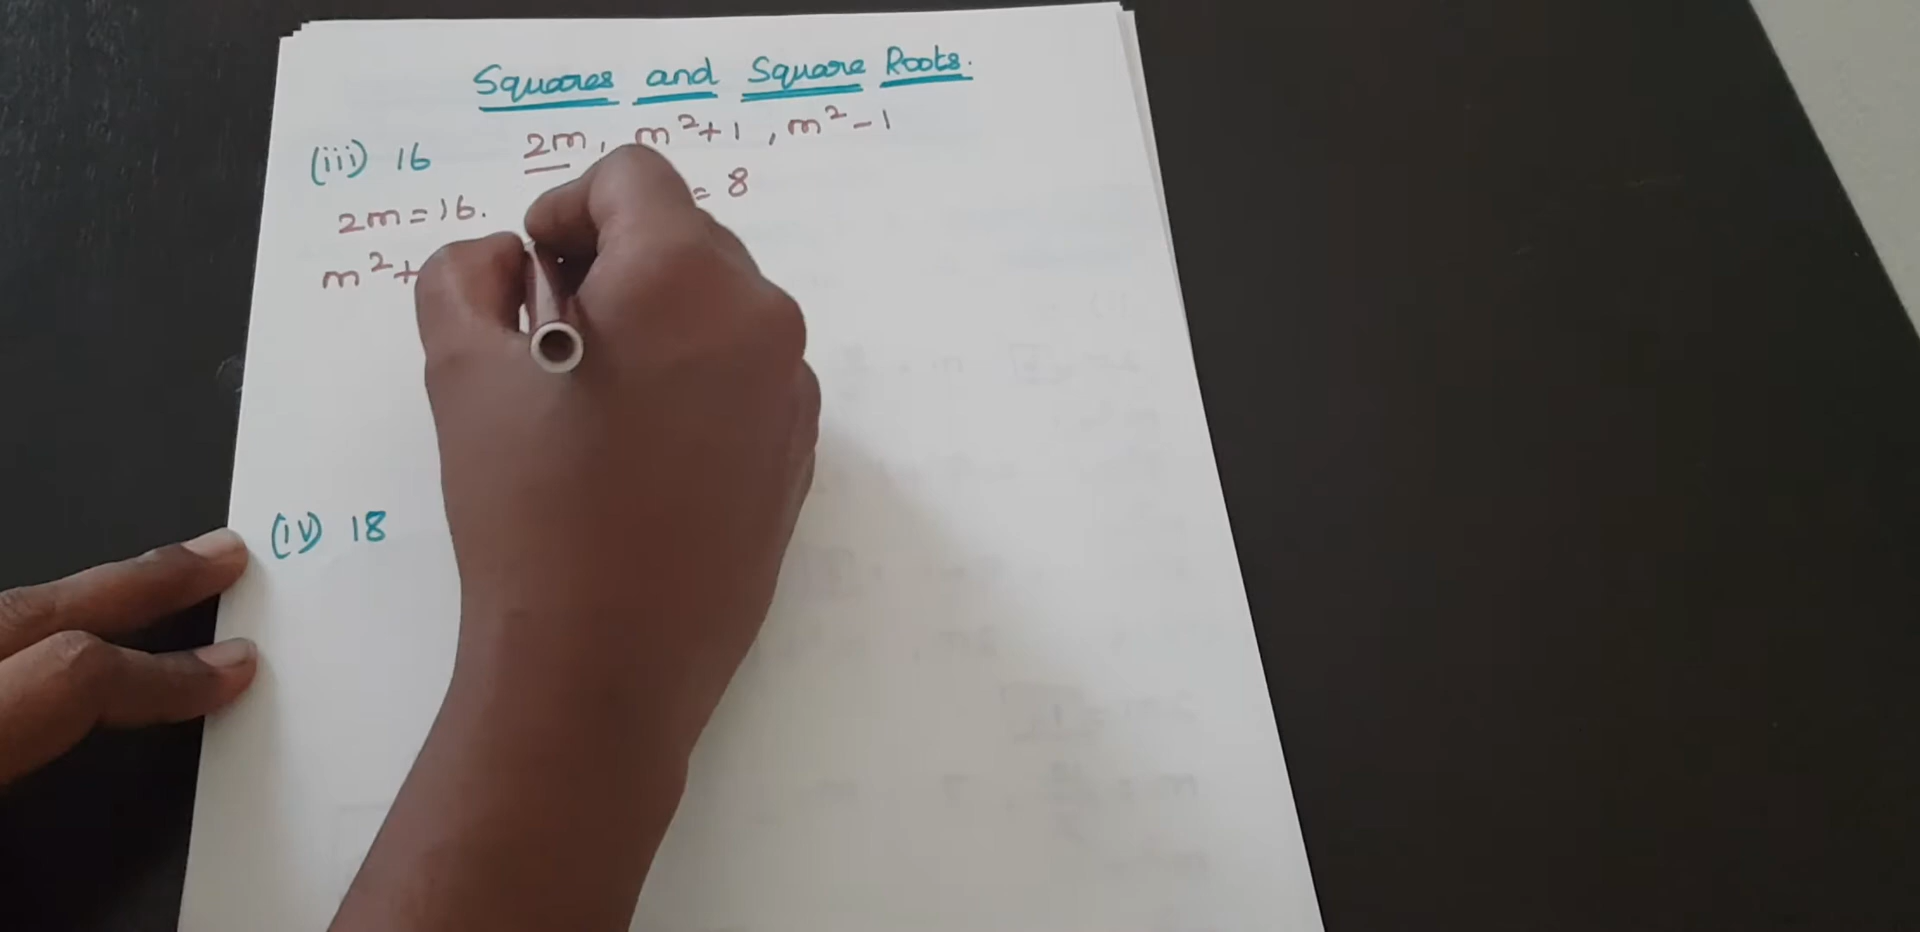 Squares and Square Roots.
(iii) 16 2m, m²+1, m²-1
2m=16. = 8
m²+
(iv) 18